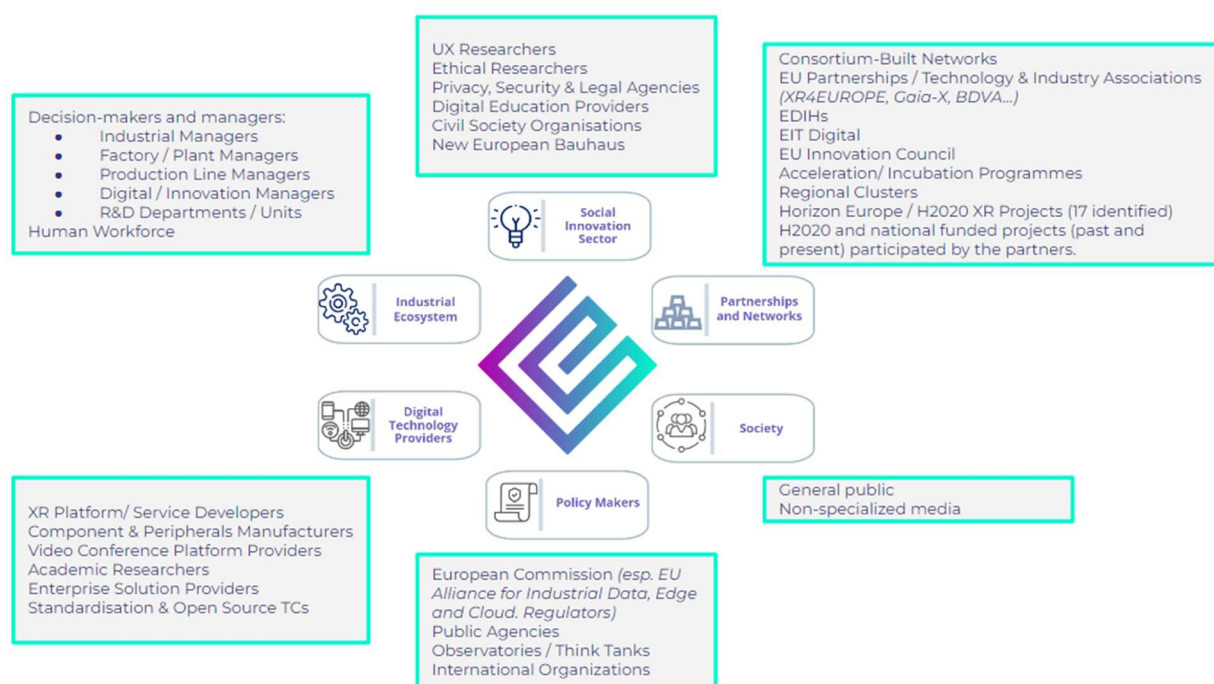 UX Researchers
Ethical Researchers
Privacy, Security & Legal Agencies
Digital Education Providers
Civil Society Organisations
New European Bauhaus
Consortium-Built Networks
EU Partnerships / Technology & Industry Associations
(XR4EUROPE, Gaia-X, BDVA...)
EDIHs
EIT Digital
EU Innovation Council
Acceleration/ Incubation Programmes
Regional Clusters
Horizon Europe / H2020 XR Projects (17 identified)
H2020 and national funded projects (past and
present) participated by the partners.
Decision-makers and managers:
● Industrial Managers
● Factory / Plant Managers
● Production Line Managers
● Digital / Innovation Managers
● R&D Departments / Units
Human Workforce
Social
Innovation
Sector
Industrial
Ecosystem
Partnerships
and Networks
Digital
Technology
Providers
Society
Policy Makers
XR Platform/ Service Developers
Component & Peripherals Manufacturers
Video Conference Platform Providers
Academic Researchers
Enterprise Solution Providers
Standardisation & Open Source TCs
General public
Non-specialized media
European Commission (esp. EU
Alliance for Industrial Data, Edge
and Cloud. Regulators)
Public Agencies
Observatories / Think Tanks
International Organizations